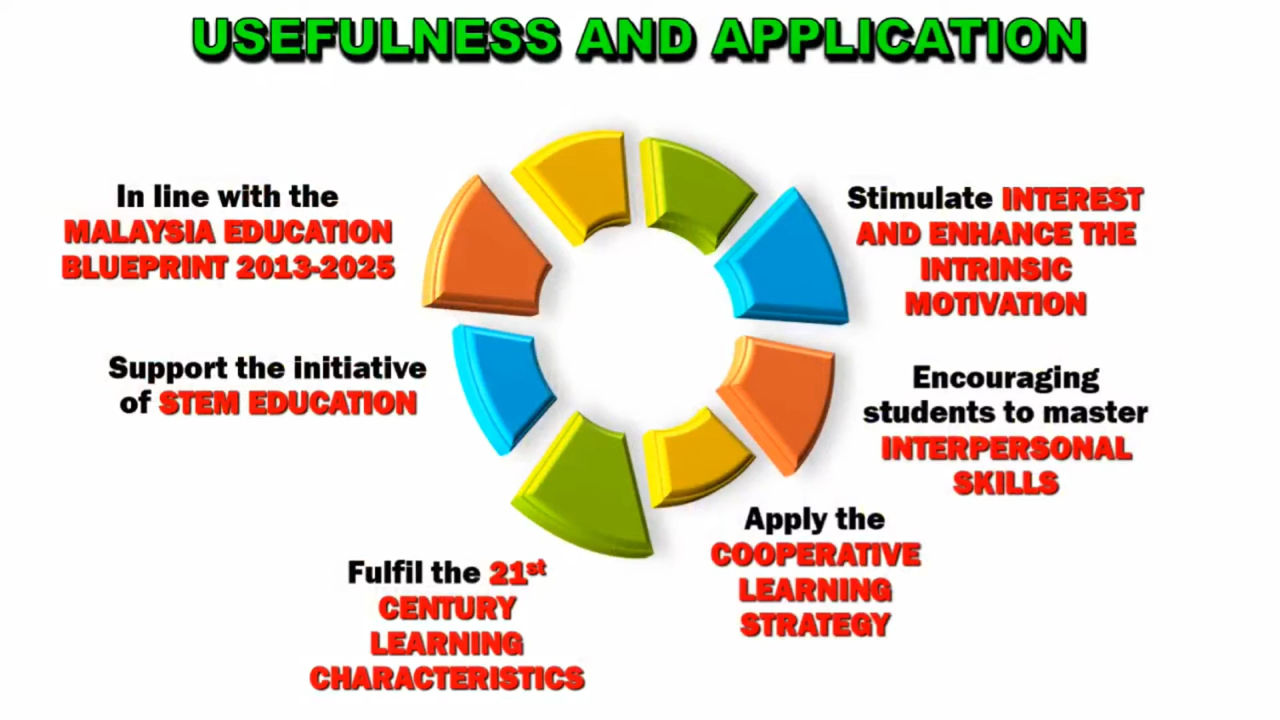 USEFULNESS AND APPLICATION
In line with the
MALAYSIA EDUCATION
BLUEPRINT 2013-2025
Support the initiative
of STEM EDUCATION
Fulfil the 21st
CENTURY
LEARNING
CHARACTERISTICS
Stimulate INTEREST
AND ENHANCE THE
INTRINSIC
MOTIVATION
Encouraging
students to master
INTERPERSONAL
SKILLS
Apply the
COOPERATIVE
LEARNING
STRATEGY